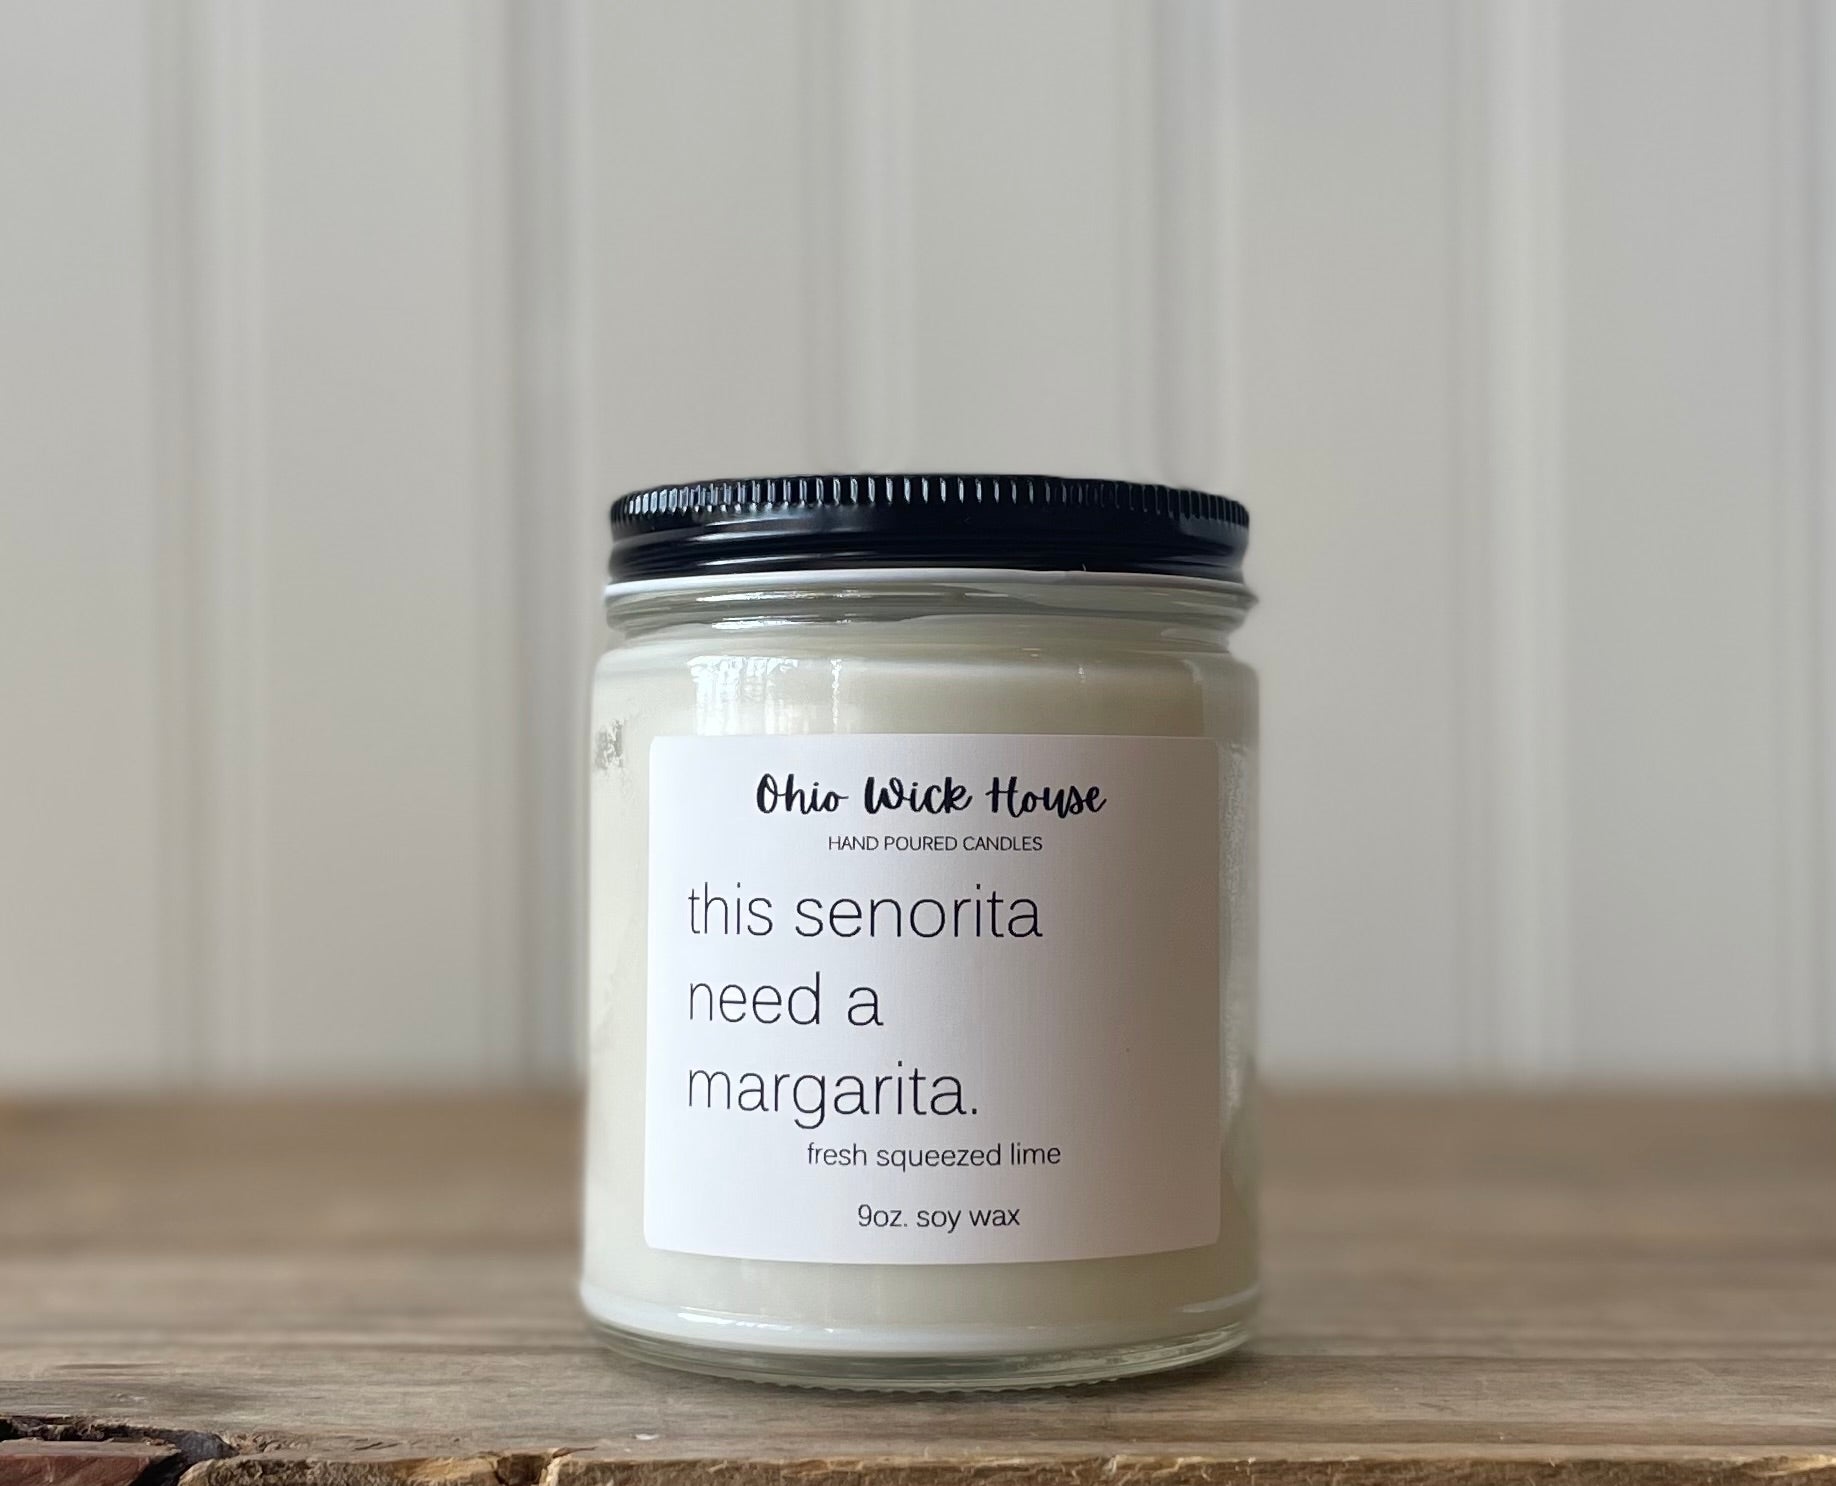 Ohio Wick House
HAND POURED CANDLES
this senorita
need a
margarita.
fresh squeezed lime
9oz. soy wax